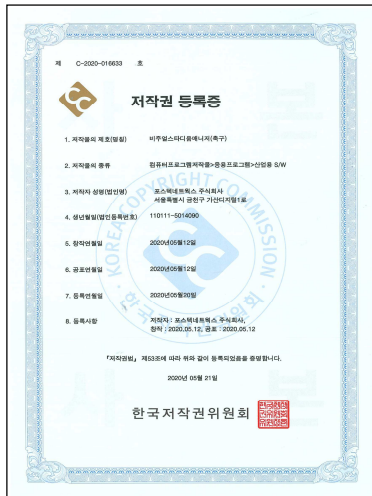 제 C-2020-016633 호
저작권 등록증
1. 저작물의 제호(명칭) 비주얼스타디움매니저(축구)
2. 저작물의 종류 컴퓨터프로그램저작물>응용프로그램>산업용 S/W
3. 저작자 성명(법인명) 포스텍네트웍스 주식회사
서울특별시 금천구 가산디지털1로
4. 생년월일(법인등록번호) 110111-5014090
5. 창작연월일 2020년05월12일
6. 공표연월일 2020년05월12일
7. 등록연월일 2020년05월20일
8. 등록사항 저작자 : 포스텍네트웍스 주식회사,
창작 : 2020.05.12, 공표 : 2020.05.12
『저작권법』 제53조에 따라 위와 같이 등록되었음을 증명합니다.
2020년 05월 21일
한국저작권위원회
KOREA COPYRIGHT COMMISSION
사 본
본